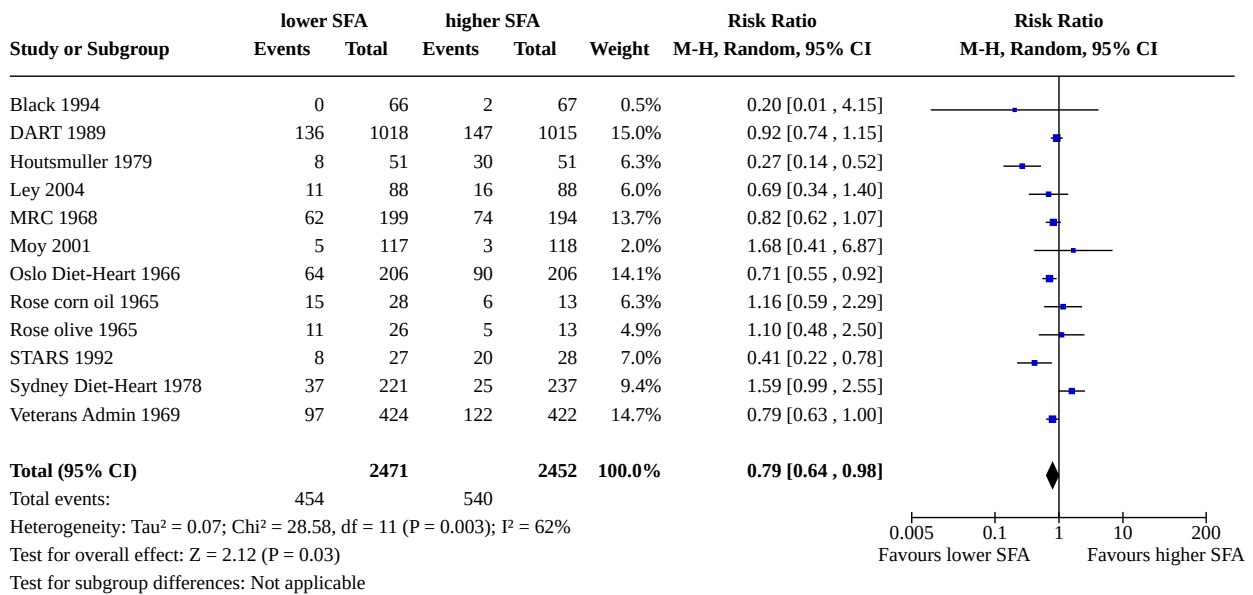 lower SFA higher SFA Risk Ratio Risk Ratio
Study or Subgroup Events Total Events Total Weight M-H, Random, 95% CI M-H, Random, 95% CI
Black 1994 0 66 2 67 0.5% 0.20 [0.01 , 4.15]
DART 1989 136 1018 147 1015 15.0% 0.92 [0.74 , 1.15]
Houtsmuller 1979 8 51 30 51 6.3% 0.27 [0.14 , 0.52]
Ley 2004 11 88 16 88 6.0% 0.69 [0.34 , 1.40]
MRC 1968 62 199 74 194 13.7% 0.82 [0.62 , 1.07]
Moy 2001 5 117 3 118 2.0% 1.68 [0.41 , 6.87]
Oslo Diet-Heart 1966 64 206 90 206 14.1% 0.71 [0.55 , 0.92]
Rose corn oil 1965 15 28 6 13 6.3% 1.16 [0.59 , 2.29]
Rose olive 1965 11 26 5 13 4.9% 1.10 [0.48 , 2.50]
STARS 1992 8 27 20 28 7.0% 0.41 [0.22 , 0.78]
Sydney Diet-Heart 1978 37 221 25 237 9.4% 1.59 [0.99 , 2.55]
Veterans Admin 1969 97 424 122 422 14.7% 0.79 [0.63 , 1.00]
Total (95% CI) 2471 2452 100.0% 0.79 [0.64 , 0.98]
Total events: 454 540
Heterogeneity: Tau² = 0.07; Chi² = 28.58, df = 11 (P = 0.003); I² = 62%
0.005 0.1 1 10 200
Test for overall effect: Z = 2.12 (P = 0.03) Favours lower SFA Favours higher SFA
Test for subgroup differences: Not applicable